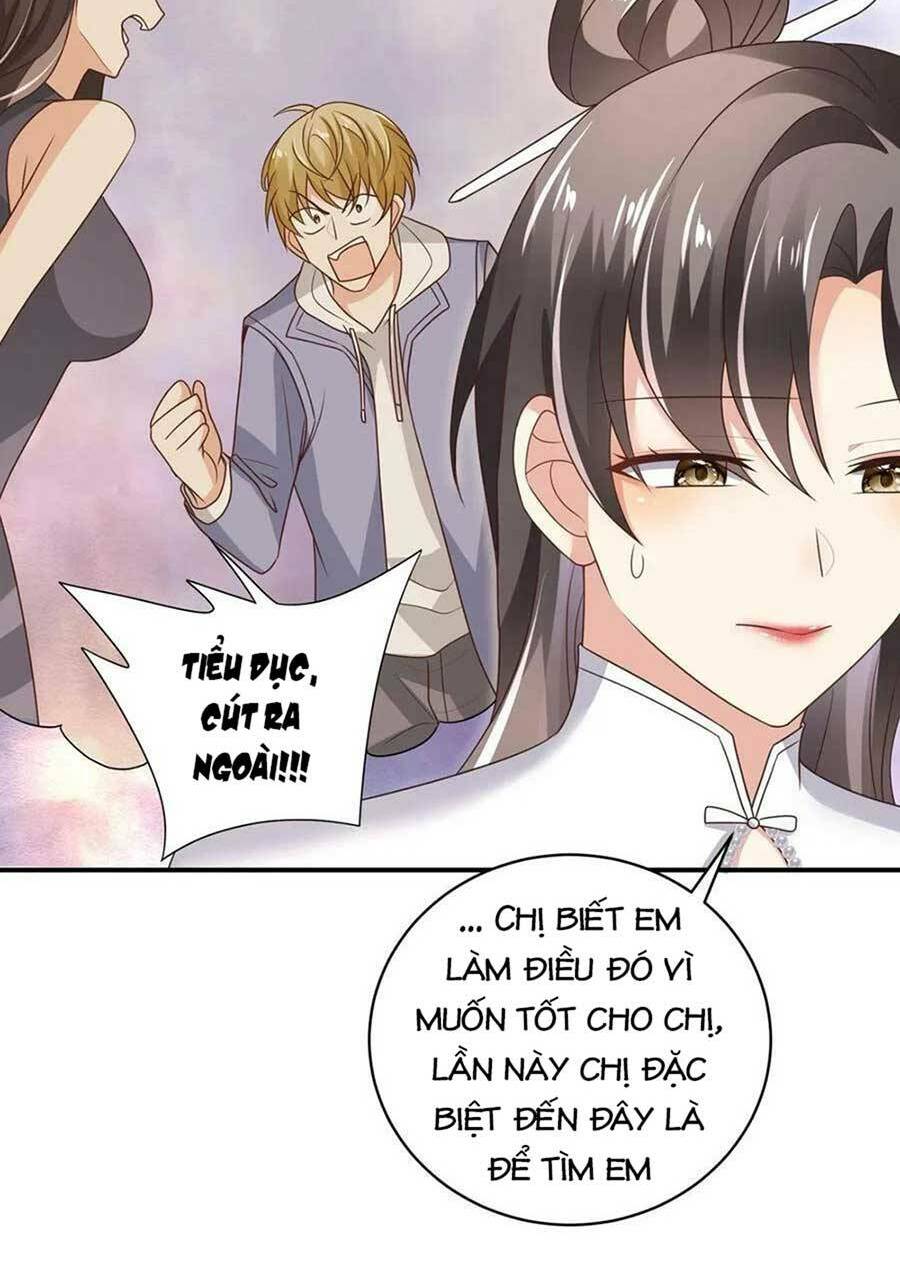 TIỂU DỤC,
CÚT RA
NGOÀI!!!
... CHỊ BIẾT EM
LÀM ĐIỀU ĐÓ VÌ
MUỐN TỐT CHO CHỊ,
LẦN NÀY CHỊ ĐẶC
BIỆT ĐẾN ĐÂY LÀ
ĐỂ TÌM EM